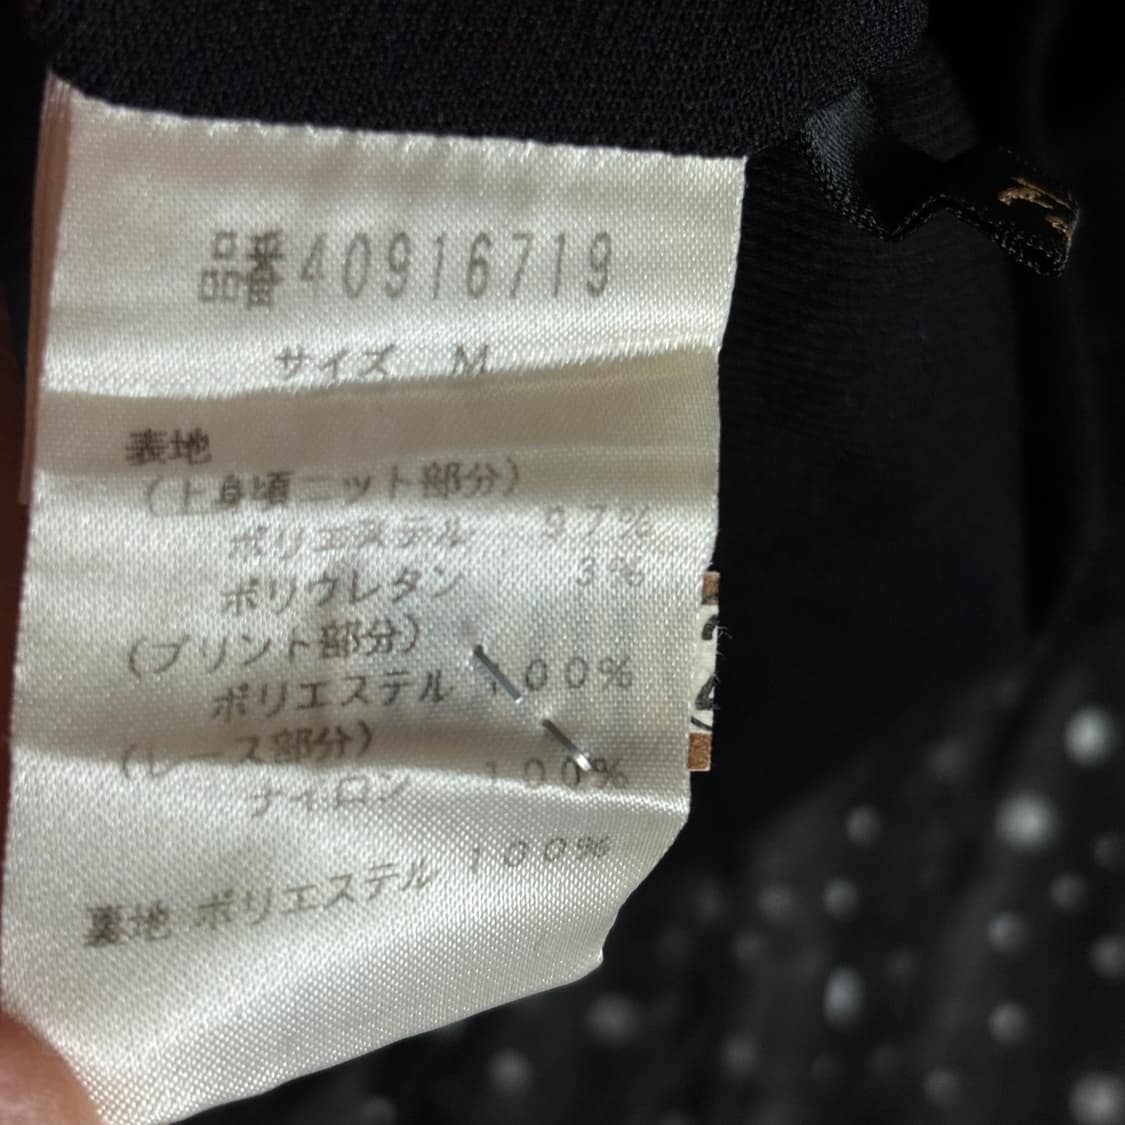 品番40916719
サイズ M
表地
(上身頃ニット部分)
ポリエステル 97%
ポリウレタン 3%
(プリント部分)
ポリエステル 100%
(レース部分)
ナイロン 100%
裏地 ポリエステル 100%